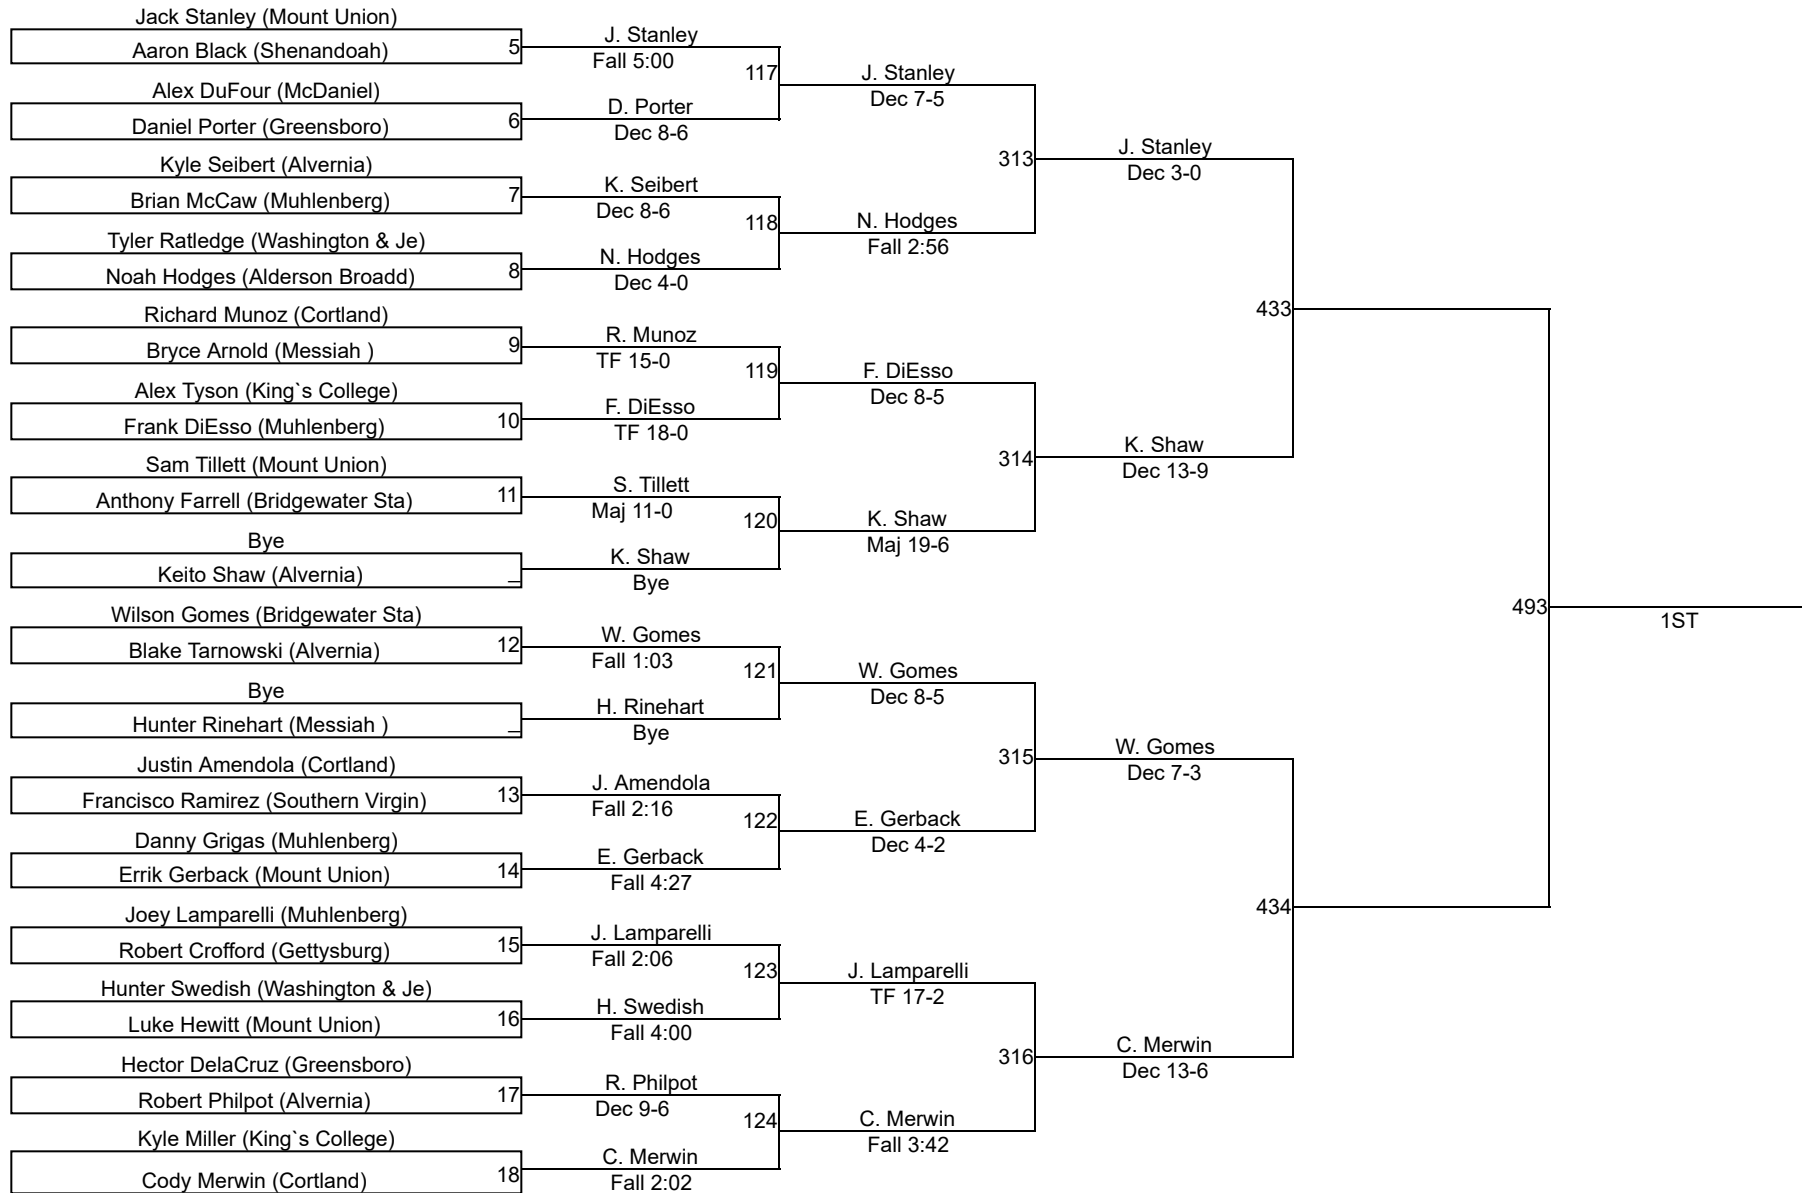 Jack Stanley (Mount Union)
Aaron Black (Shenandoah)
5
Alex DuFour (McDaniel)
Daniel Porter (Greensboro)
6
Kyle Seibert (Alvernia)
Brian McCaw (Muhlenberg)
7
Tyler Ratledge (Washington & Je)
Noah Hodges (Alderson Broadd)
8
Richard Munoz (Cortland)
Bryce Arnold (Messiah )
9
Alex Tyson (King`s College)
Frank DiEsso (Muhlenberg)
10
Sam Tillett (Mount Union)
Anthony Farrell (Bridgewater Sta)
11
Bye
Keito Shaw (Alvernia)
_
Wilson Gomes (Bridgewater Sta)
Blake Tarnowski (Alvernia)
12
Bye
Hunter Rinehart (Messiah )
_
Justin Amendola (Cortland)
Francisco Ramirez (Southern Virgin)
13
Danny Grigas (Muhlenberg)
Errik Gerback (Mount Union)
14
Joey Lamparelli (Muhlenberg)
Robert Crofford (Gettysburg)
15
Hunter Swedish (Washington & Je)
Luke Hewitt (Mount Union)
16
Hector DelaCruz (Greensboro)
Robert Philpot (Alvernia)
17
Kyle Miller (King`s College)
Cody Merwin (Cortland)
18
J. Stanley
Fall 5:00
117
D. Porter
Dec 8-6
K. Seibert
Dec 8-6
118
N. Hodges
Dec 4-0
R. Munoz
TF 15-0
119
F. DiEsso
TF 18-0
S. Tillett
Maj 11-0
120
K. Shaw
Bye
W. Gomes
Fall 1:03
121
H. Rinehart
Bye
J. Amendola
Fall 2:16
122
E. Gerback
Fall 4:27
J. Lamparelli
Fall 2:06
123
H. Swedish
Fall 4:00
R. Philpot
Dec 9-6
124
C. Merwin
Fall 2:02
J. Stanley
Dec 7-5
313
N. Hodges
Fall 2:56
F. DiEsso
Dec 8-5
314
K. Shaw
Maj 19-6
W. Gomes
Dec 8-5
315
E. Gerback
Dec 4-2
J. Lamparelli
TF 17-2
316
C. Merwin
Fall 3:42
J. Stanley
Dec 3-0
433
K. Shaw
Dec 13-9
W. Gomes
Dec 7-3
434
C. Merwin
Dec 13-6
493
1ST